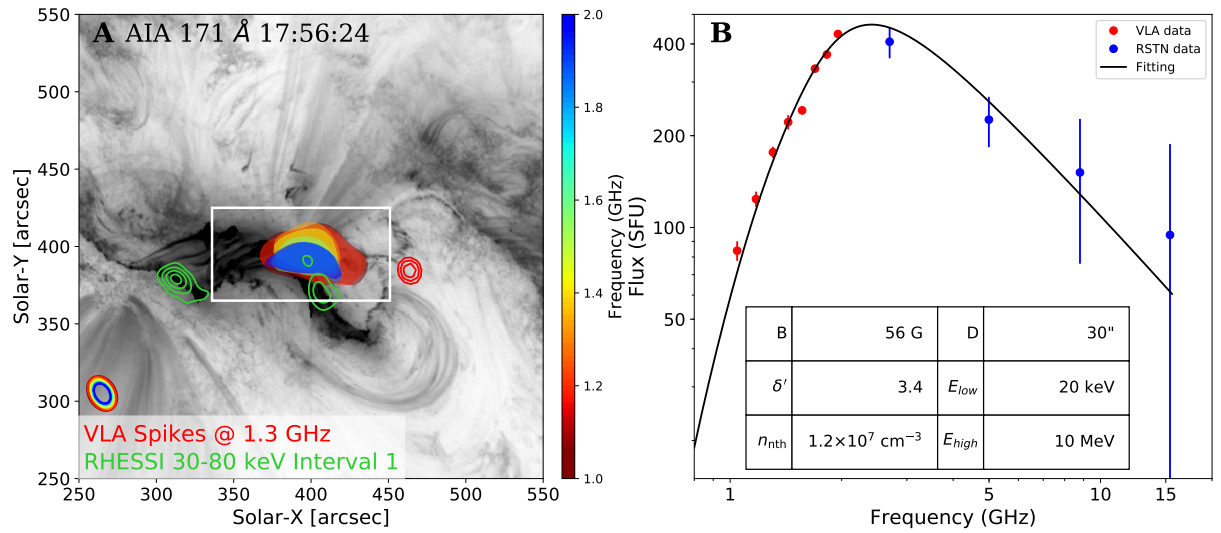 A AIA 171 Å 17:56:24
550
500
450
400
350
300
250
Solar-Y [arcsec]
250
300
350
400
450
500
550
Solar-X [arcsec]
VLA Spikes @ 1.3 GHz
RHESSI 30-80 keV Interval 1
2.0
1.8
1.6
1.4
1.2
1.0
Frequency (GHz)
B
VLA data
RSTN data
Fitting
400
200
100
50
Flux (SFU)
B 56 G D 30"
δ′ 3.4 E_low 20 keV
n_nth 1.2×10⁷ cm⁻³ E_high 10 MeV
1
5
10
15
Frequency (GHz)